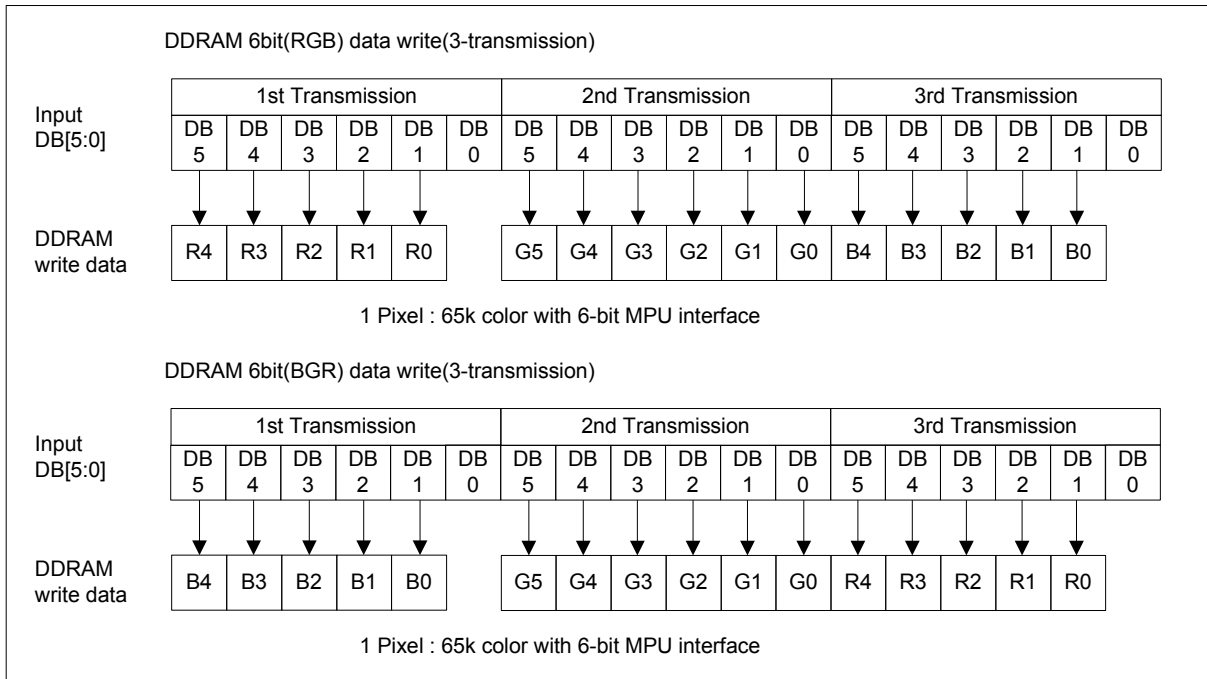 DDRAM 6bit(RGB) data write(3-transmission)
1st Transmission 2nd Transmission 3rd Transmission
Input
DB[5:0]
DB DB DB DB DB DB DB DB DB DB DB DB DB DB DB DB DB DB
5 4 3 2 1 0 5 4 3 2 1 0 5 4 3 2 1 0
DDRAM
write data
R4 R3 R2 R1 R0 G5 G4 G3 G2 G1 G0 B4 B3 B2 B1 B0
1 Pixel : 65k color with 6-bit MPU interface
DDRAM 6bit(BGR) data write(3-transmission)
1st Transmission 2nd Transmission 3rd Transmission
Input
DB[5:0]
DB DB DB DB DB DB DB DB DB DB DB DB DB DB DB DB DB DB
5 4 3 2 1 0 5 4 3 2 1 0 5 4 3 2 1 0
DDRAM
write data
B4 B3 B2 B1 B0 G5 G4 G3 G2 G1 G0 R4 R3 R2 R1 R0
1 Pixel : 65k color with 6-bit MPU interface